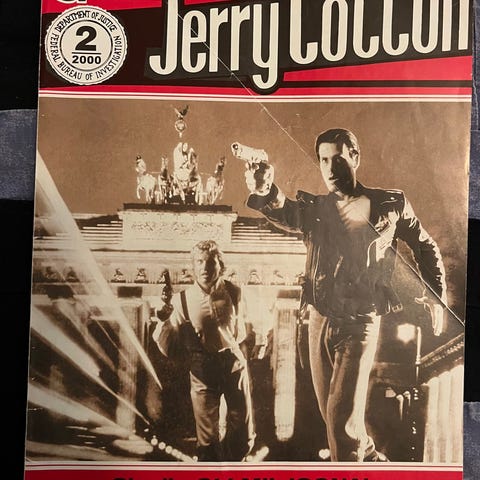 Jerry Cotton
DEPARTMENT OF JUSTICE
2
2000
FEDERAL BUREAU OF INVESTIGATION